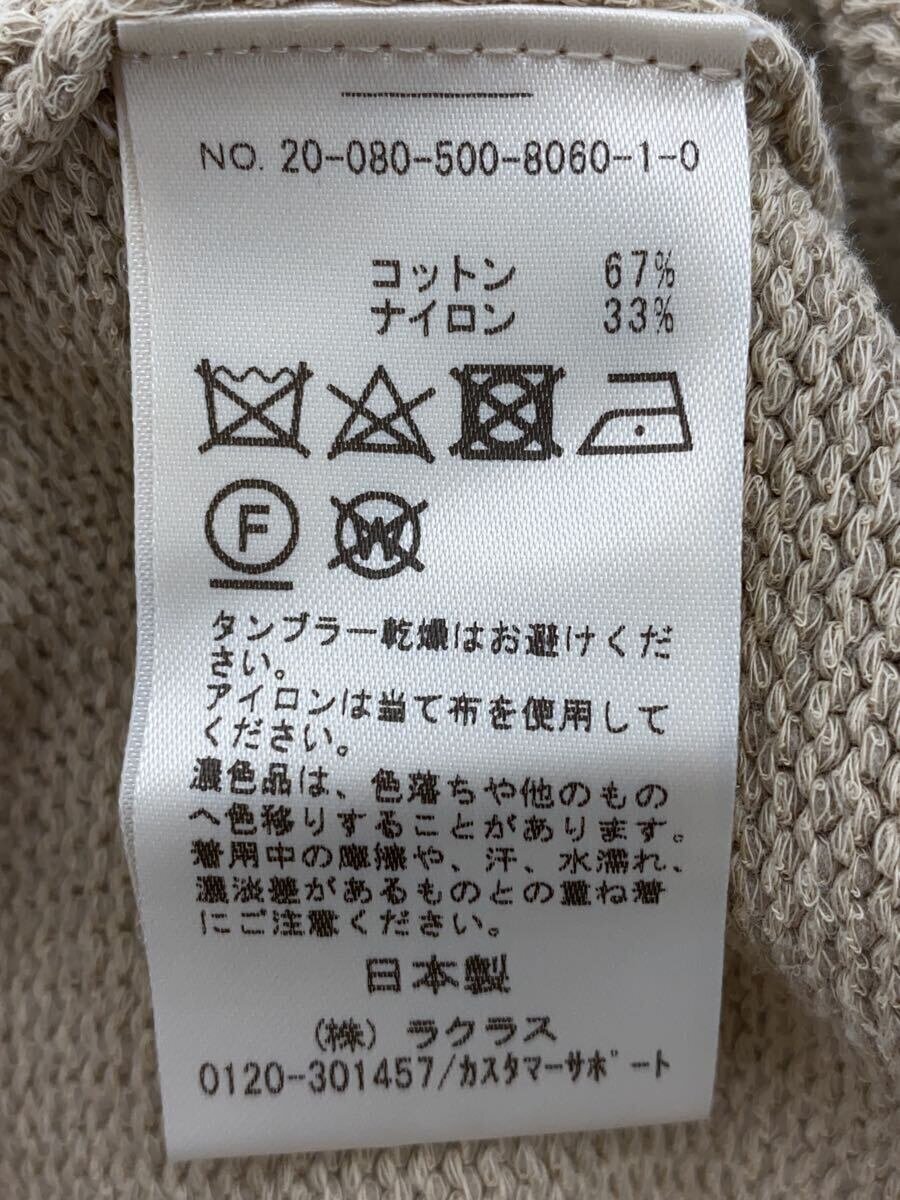 NO. 20-080-500-8060-1-0
コットン 67%
ナイロン 33%
F
W
タンブラー乾燥はお避けくだ
さい。
アイロンは当て布を使用して
ください。
濃色品は、色落ちや他のもの
へ色移りすることがあります。
着用中の摩擦や、汗、水濡れ、
濃淡差があるものとの重ね着
にご注意ください。
日本製
(株) ラクラス
0120-301457/カスタマーサポート